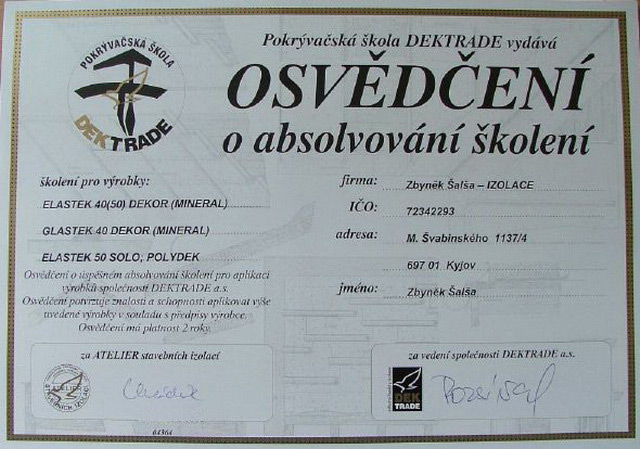 POKRÝVAČSKÁ ŠKOLA
DEKTRADE
Pokrývačská škola DEKTRADE vydává
OSVĚDČENÍ
o absolvování školení
školení pro výrobky:
ELASTEK 40(50) DEKOR (MINERAL)
GLASTEK 40 DEKOR (MINERAL)
ELASTEK 50 SOLO; POLYDEK
firma: Zbyněk Šalša – IZOLACE
IČO: 72342293
adresa: M. Švabinského 1137/4
697 01 Kyjov
jméno: Zbyněk Šalša
Osvědčení o úspěšném absolvování školení pro aplikaci
výrobků společnosti DEKTRADE a.s.
Osvědčení potvrzuje znalosti a schopnosti aplikovat výše
uvedené výrobky v souladu s předpisy výrobce.
Osvědčení má platnost 2 roky.
za ATELIER stavebních izolací
ATELIER
STAVEBNÍCH IZOLACÍ
za vedení společnosti DEKTRADE a.s.
DEK
TRADE
04364